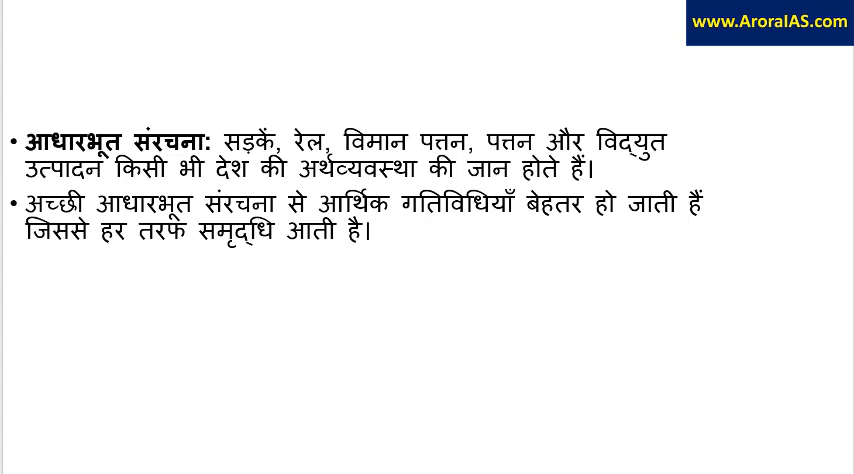 www.AroraIAS.com
• आधारभूत संरचना: सड़कें, रेल, विमान पत्तन, पत्तन और विद्युत
उत्पादन किसी भी देश की अर्थव्यवस्था की जान होते हैं।
• अच्छी आधारभूत संरचना से आर्थिक गतिविधियाँ बेहतर हो जाती हैं
जिससे हर तरफ समृद्धि आती है।